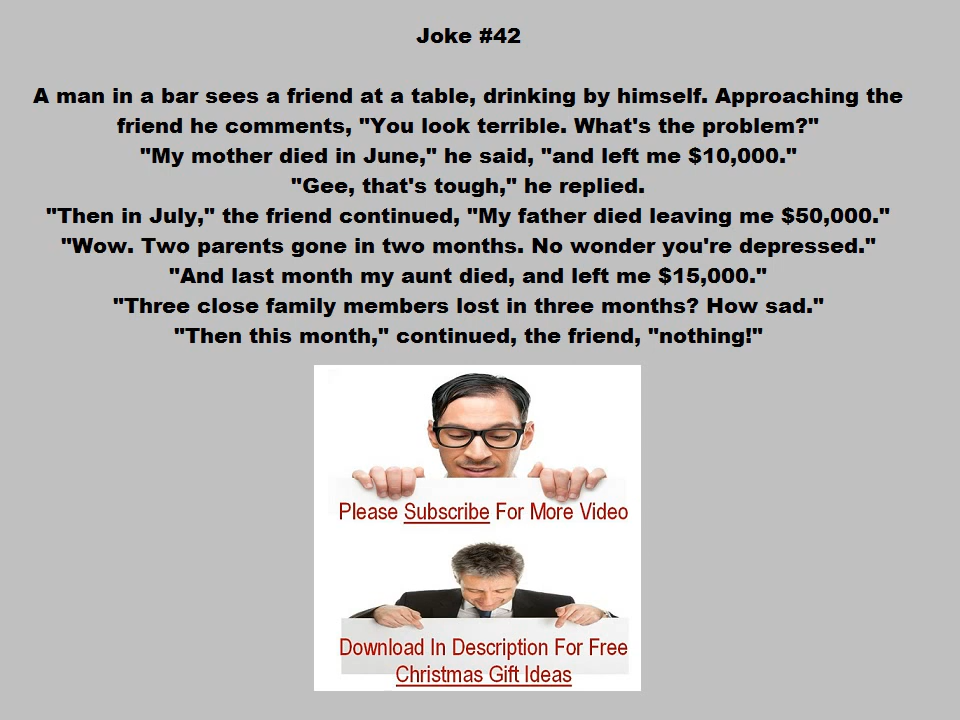 Joke #42
A man in a bar sees a friend at a table, drinking by himself. Approaching the
friend he comments, "You look terrible. What's the problem?"
"My mother died in June," he said, "and left me $10,000."
"Gee, that's tough," he replied.
"Then in July," the friend continued, "My father died leaving me $50,000."
"Wow. Two parents gone in two months. No wonder you're depressed."
"And last month my aunt died, and left me $15,000."
"Three close family members lost in three months? How sad."
"Then this month," continued, the friend, "nothing!"
Please Subscribe For More Video
Download In Description For Free
Christmas Gift Ideas